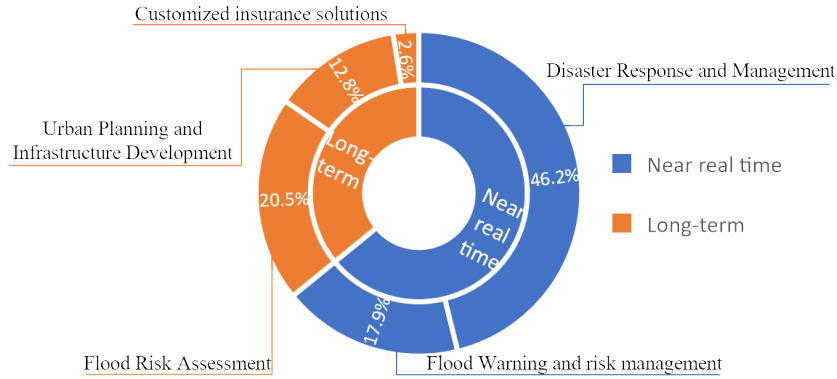 Customized insurance solutions
2.6%
12.8%
Disaster Response and Management
Urban Planning and
Infrastructure Development
Long-
term
46.2%
Near real time
20.5%
Near
real
time
Long-term
17.9%
Flood Risk Assessment
Flood Warning and risk management